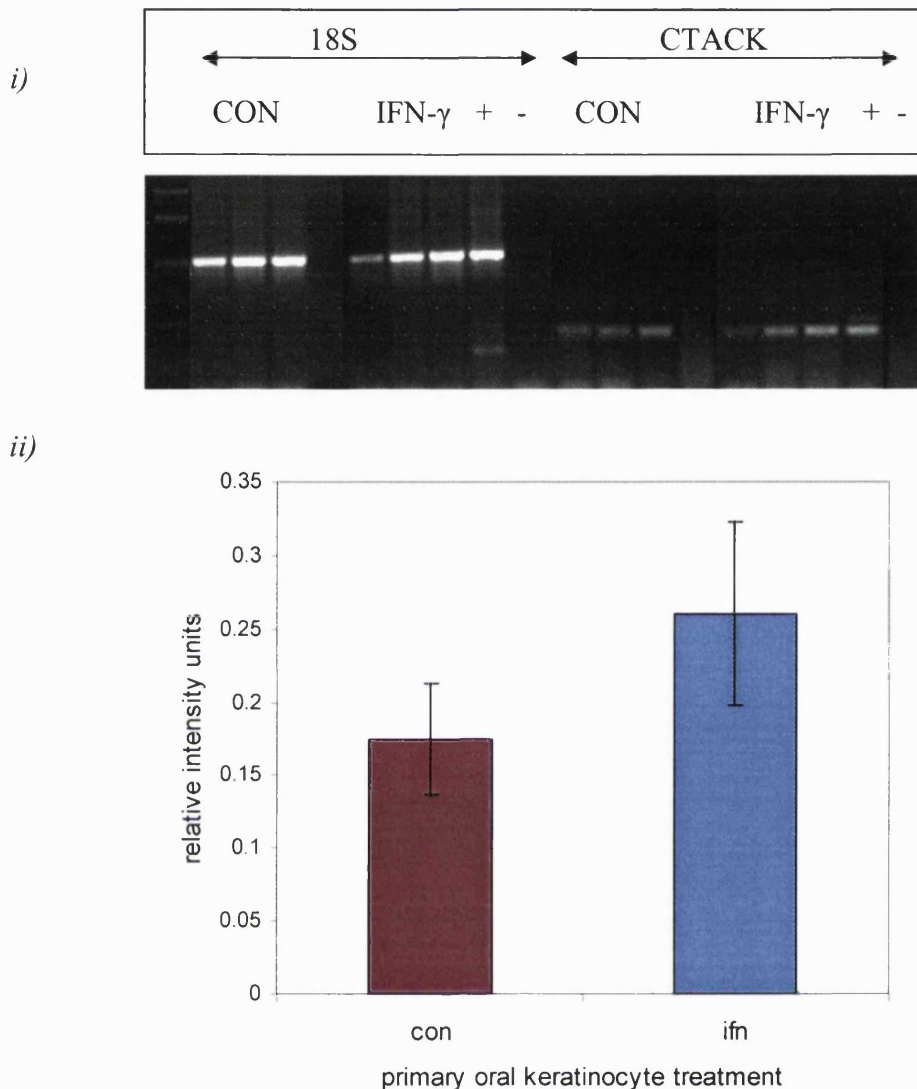 i)
18S CTACK
CON IFN-γ + - CON IFN-γ + -
ii)
0.35
0.3
0.25
0.2
0.15
0.1
0.05
0
relative intensity units
con ifn
primary oral keratinocyte treatment